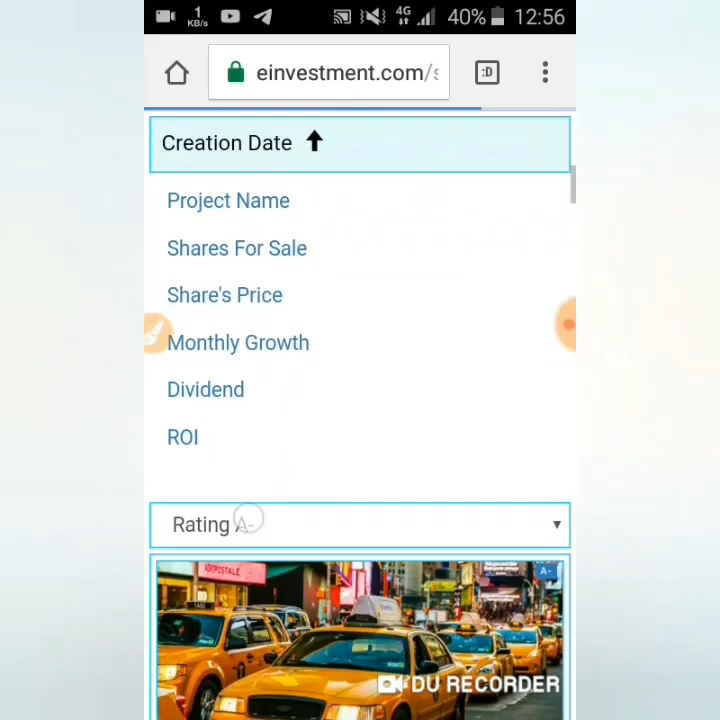 1
KB/s
4G
40%
12:56
einvestment.com/s
:D
Creation Date
Project Name
Shares For Sale
Share's Price
Monthly Growth
Dividend
ROI
Rating A-
AEROPOSTALE
A-
DU RECORDER